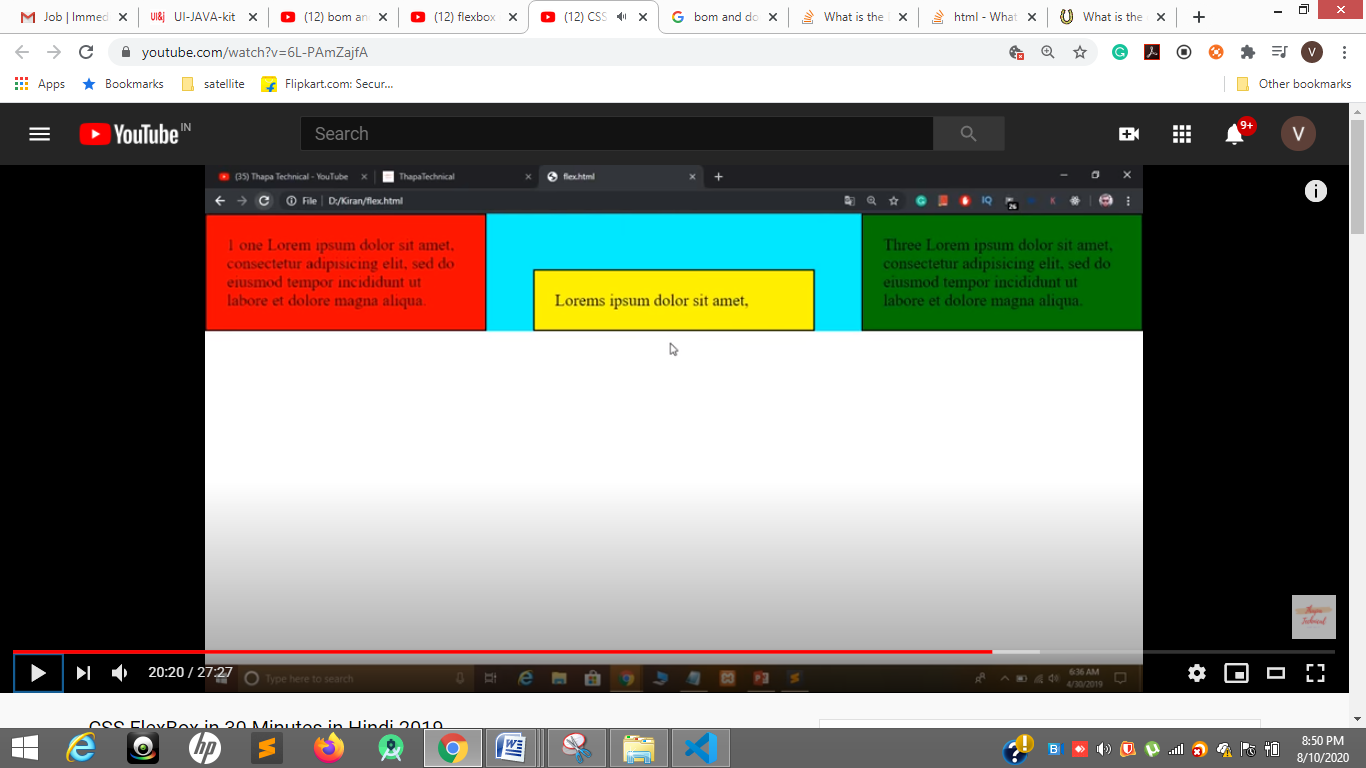 Job | Immed
UI&J UI-JAVA-kit
(12) bom an
(12) flexbox
(12) CSS
bom and do
What is the
html - What
What is the
youtube.com/watch?v=6L-PAmZajfA
V
Apps
Bookmarks
satellite
Flipkart.com: Secur...
Other bookmarks
YouTube IN
Search
9+
V
(35) Thapa Technical - YouTube
ThapaTechnical
flex.html
File | D:/Kiran/flex.html
IQ
26
K
1 one Lorem ipsum dolor sit amet,
consectetur adipisicing elit, sed do
eiusmod tempor incididunt ut
labore et dolore magna aliqua.
Lorems ipsum dolor sit amet,
Three Lorem ipsum dolor sit amet,
consectetur adipisicing elit, sed do
eiusmod tempor incididunt ut
labore et dolore magna aliqua.
Thapa
Technical
20:20 / 27:27
Type here to search
6:36 AM
4/30/2019
CSS FlexBox in 30 Minutes in Hindi 2019
8:50 PM
8/10/2020